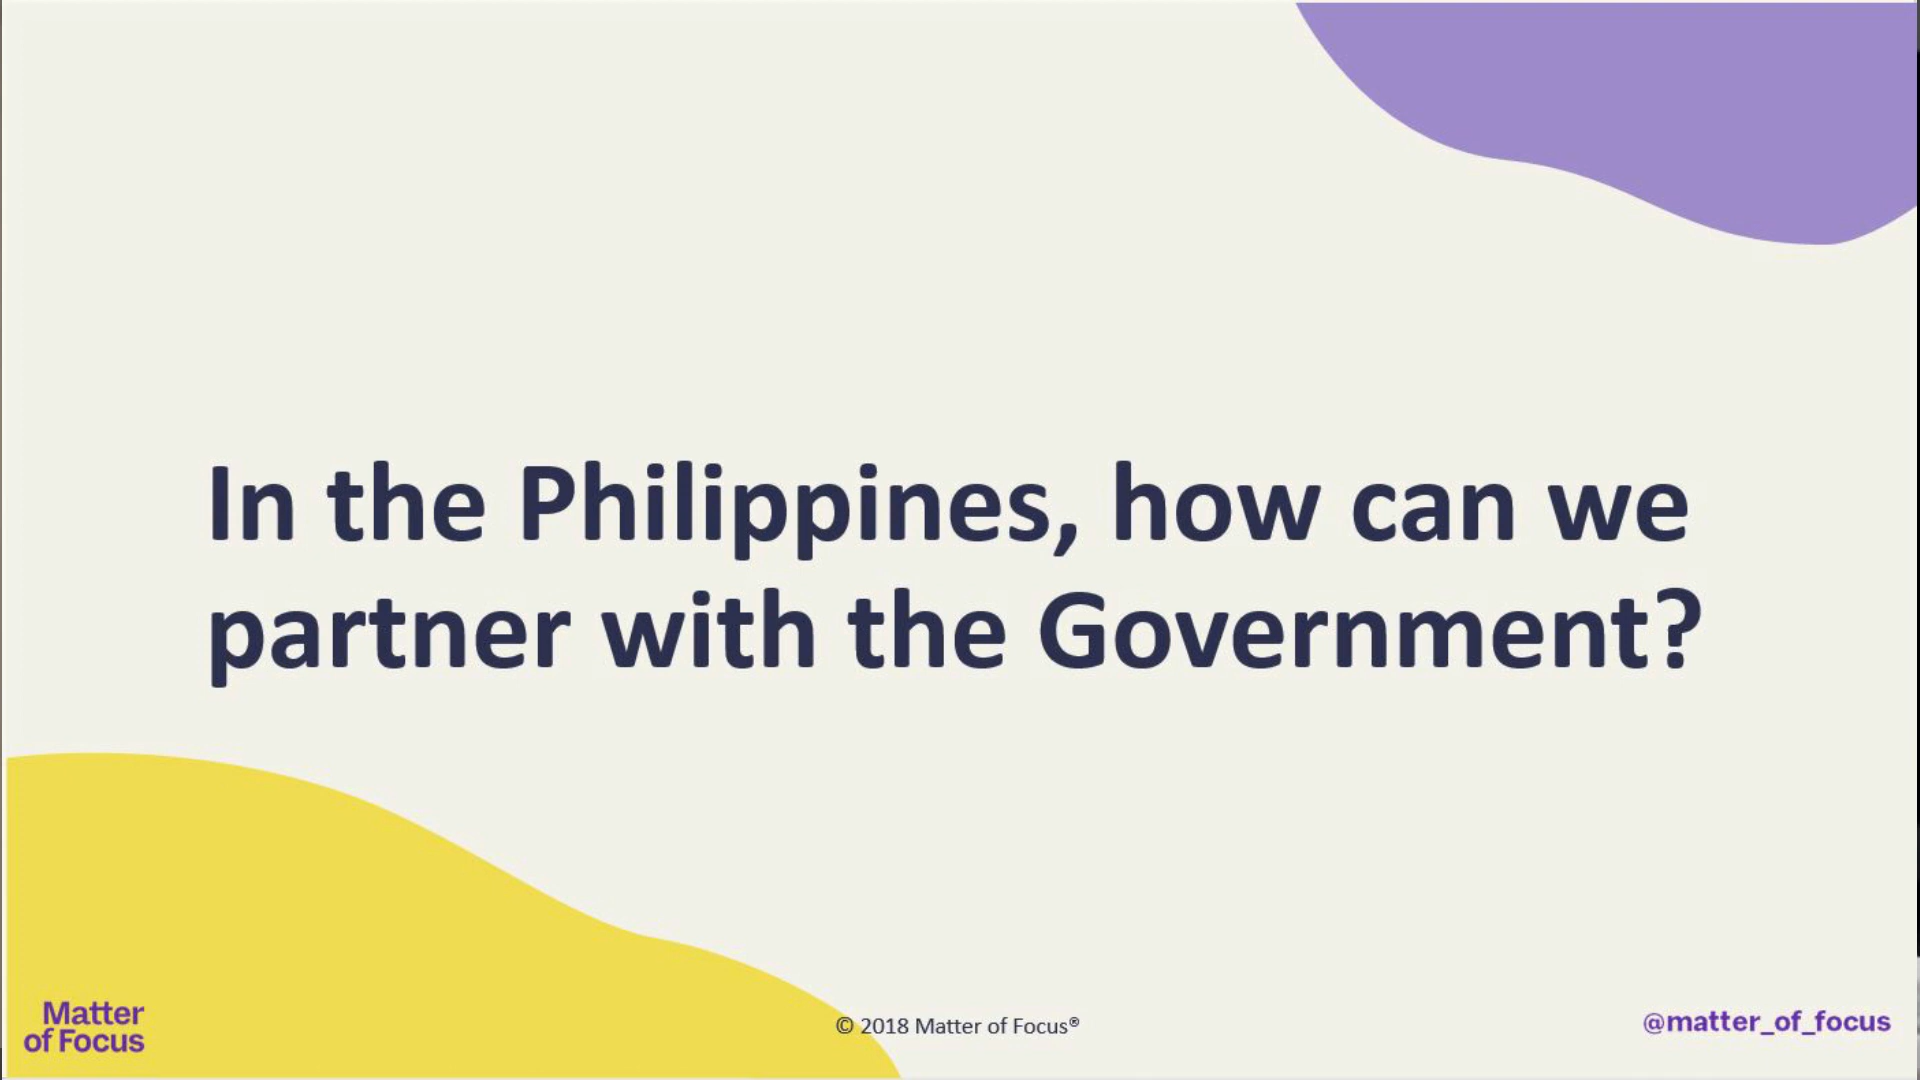 In the Philippines, how can we
partner with the Government?
Matter
of Focus
© 2018 Matter of Focus®
@matter_of_focus